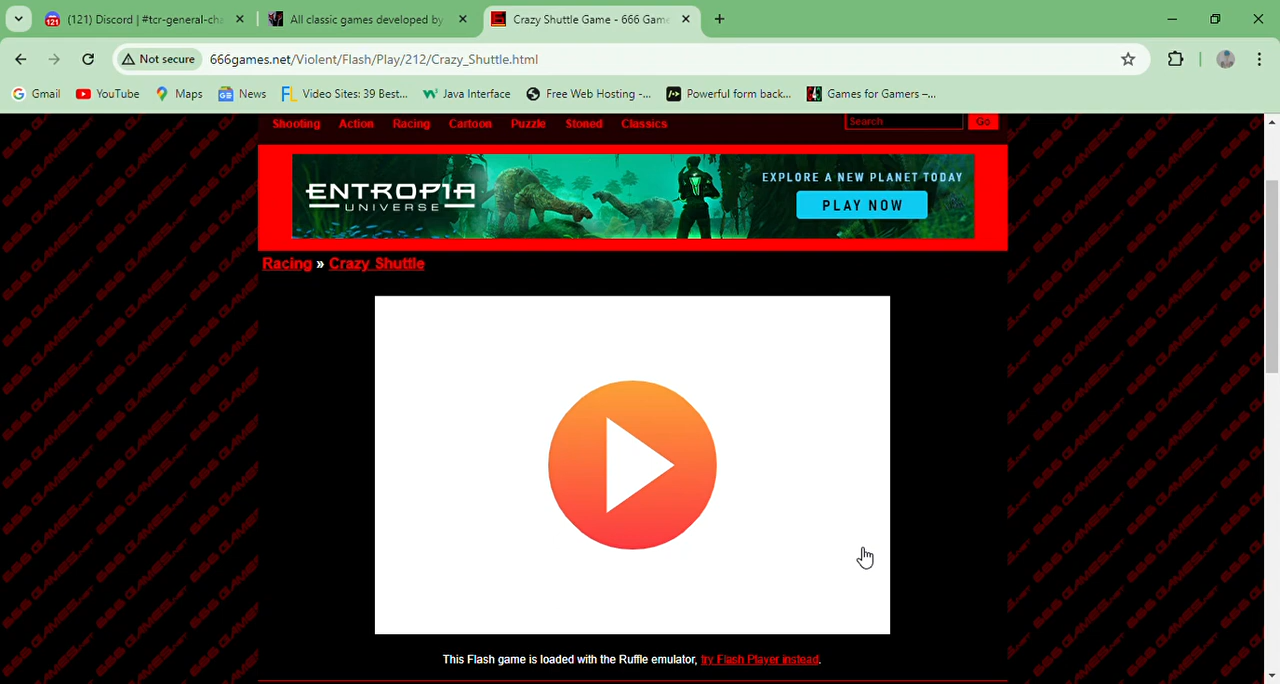 (121) Discord | #tcr-general-cha
All classic games developed by
Crazy Shuttle Game - 666 Game
Not secure
666games.net/Violent/Flash/Play/212/Crazy_Shuttle.html
Gmail
YouTube
Maps
News
Video Sites: 39 Best...
Java Interface
Free Web Hosting -...
Powerful form back...
Games for Gamers –...
Shooting Action Racing Cartoon Puzzle Stoned Classics
Search
Go
ENTROPIA
UNIVERSE
EXPLORE A NEW PLANET TODAY
PLAY NOW
Racing » Crazy Shuttle
This Flash game is loaded with the Ruffle emulator, try Flash Player instead.